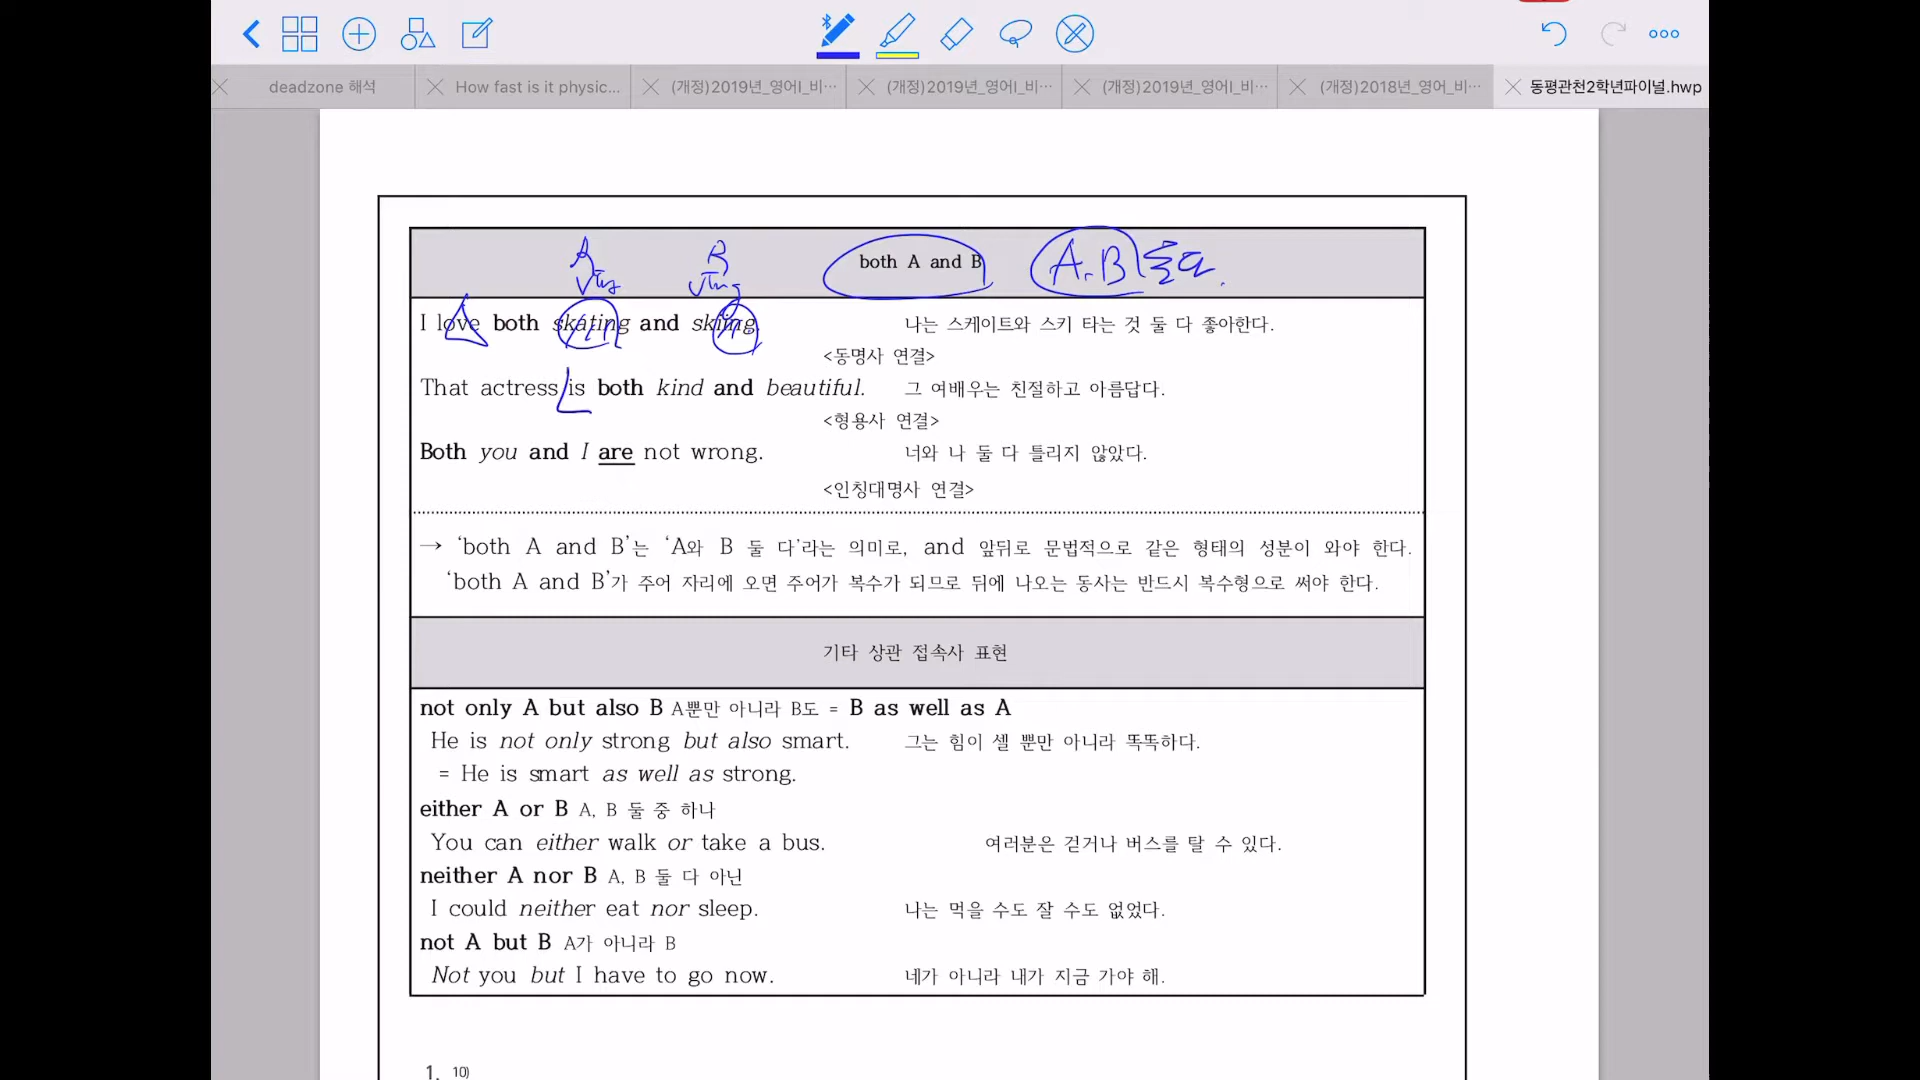 deadzone 해석
How fast is it physic...
(개정)2019년_영어I_비...
(개정)2019년_영어I_비...
(개정)2019년_영어I_비...
(개정)2018년_영어_비...
동평관천2학년파이널.hwp
A B both A and B A, B 둘다.
Ving Ving
I love both skating and skiing. 나는 스케이트와 스키 타는 것 둘 다 좋아한다.
<동명사 연결>
That actress is both kind and beautiful. 그 여배우는 친절하고 아름답다.
<형용사 연결>
Both you and I are not wrong. 너와 나 둘 다 틀리지 않았다.
<인칭대명사 연결>
→ ‘both A and B’는 ‘A와 B 둘 다’라는 의미로, and 앞뒤로 문법적으로 같은 형태의 성분이 와야 한다.
‘both A and B’가 주어 자리에 오면 주어가 복수가 되므로 뒤에 나오는 동사는 반드시 복수형으로 써야 한다.
기타 상관 접속사 표현
not only A but also B A뿐만 아니라 B도 = B as well as A
He is not only strong but also smart. 그는 힘이 셀 뿐만 아니라 똑똑하다.
= He is smart as well as strong.
either A or B A, B 둘 중 하나
You can either walk or take a bus. 여러분은 걷거나 버스를 탈 수 있다.
neither A nor B A, B 둘 다 아닌
I could neither eat nor sleep. 나는 먹을 수도 잘 수도 없었다.
not A but B A가 아니라 B
Not you but I have to go now. 네가 아니라 내가 지금 가야 해.
1. 10)